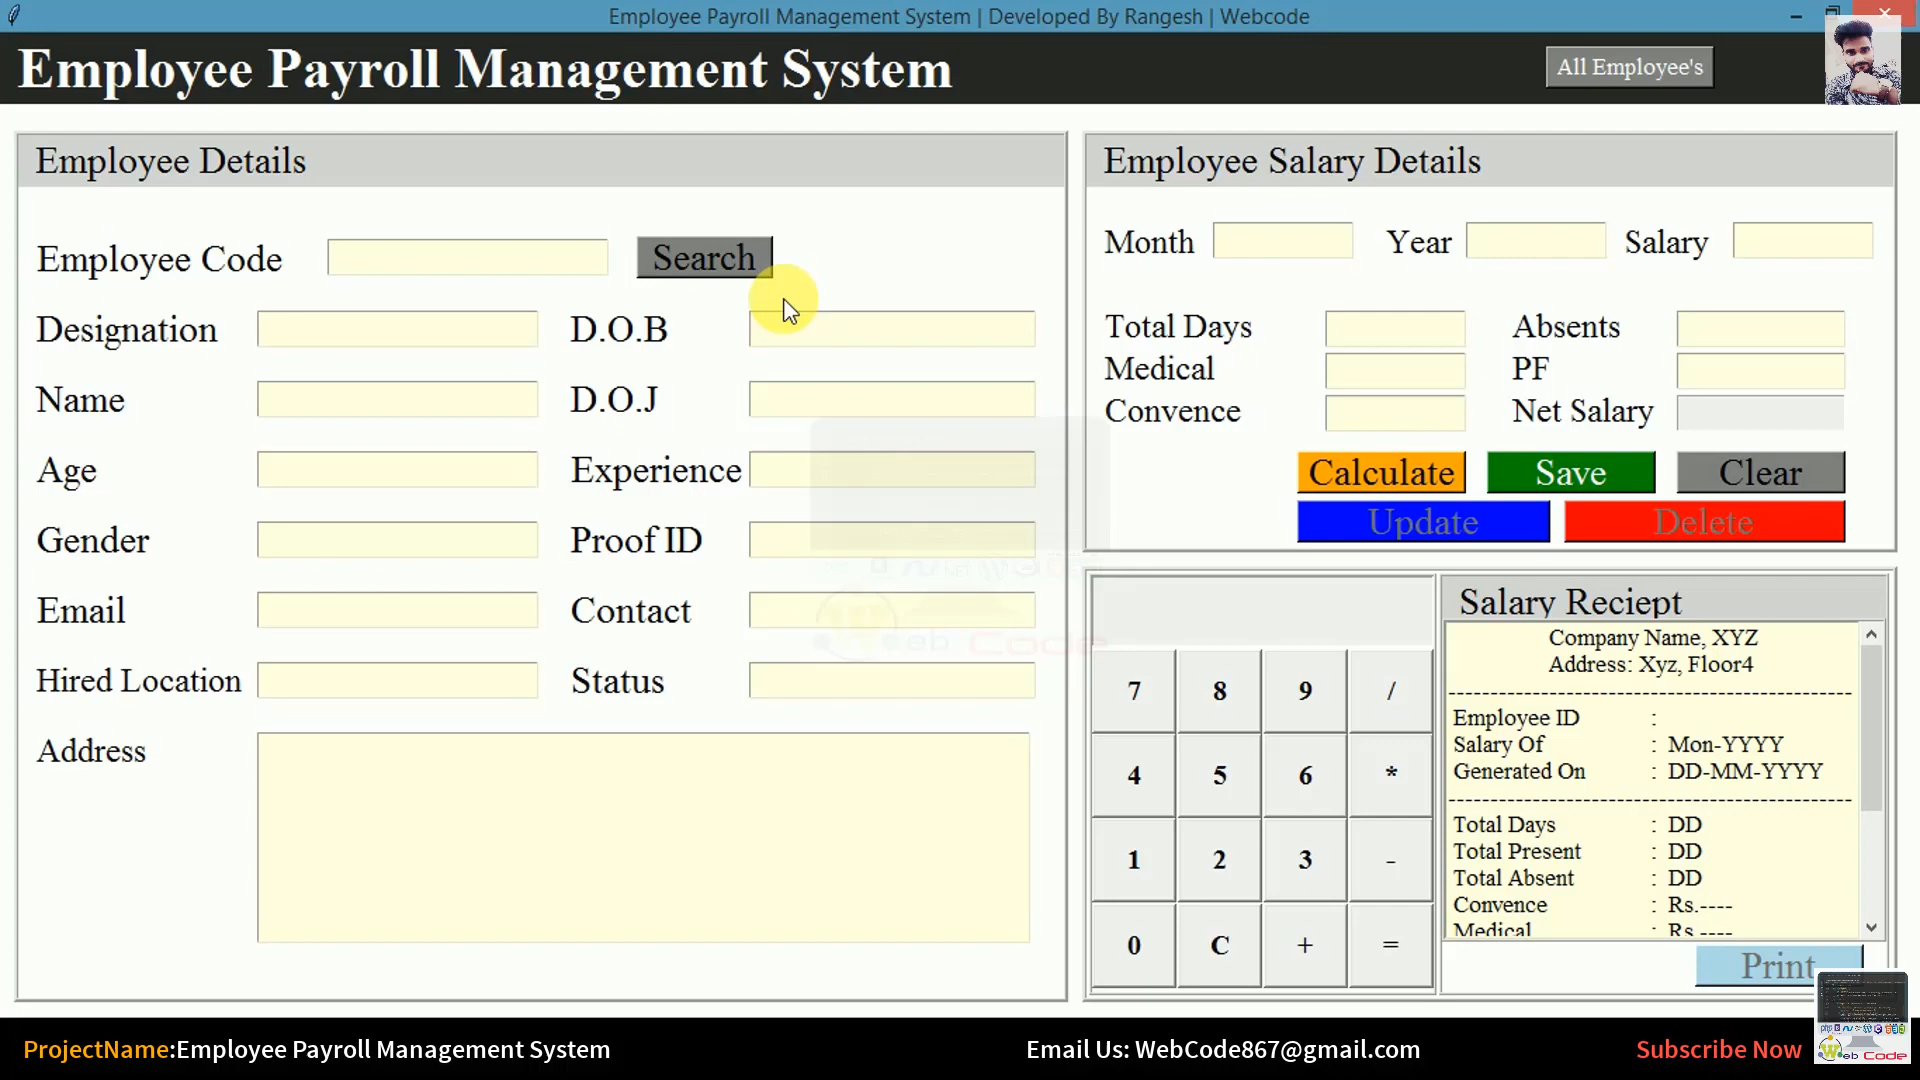 Employee Payroll Management System | Developed By Rangesh | Webcode
Employee Payroll Management System
All Employee's
Employee Details
Employee Code
Search
Designation
D.O.B
Name
D.O.J
Age
Experience
Gender
Proof ID
Email
Contact
Hired Location
Status
Address
Employee Salary Details
Month
Year
Salary
Total Days
Absents
Medical
PF
Convence
Net Salary
Calculate
Save
Clear
Update
Delete
7 8 9 /
4 5 6 *
1 2 3 -
0 C + =
Salary Reciept
Company Name, XYZ
Address: Xyz, Floor4
------------------------------------------------
Employee ID :
Salary Of : Mon-YYYY
Generated On : DD-MM-YYYY
------------------------------------------------
Total Days : DD
Total Present : DD
Total Absent : DD
Convence : Rs.----
Medical : Rs.----
Print
Web Code
ProjectName:Employee Payroll Management System
Email Us: WebCode867@gmail.com
Subscribe Now
Web Code